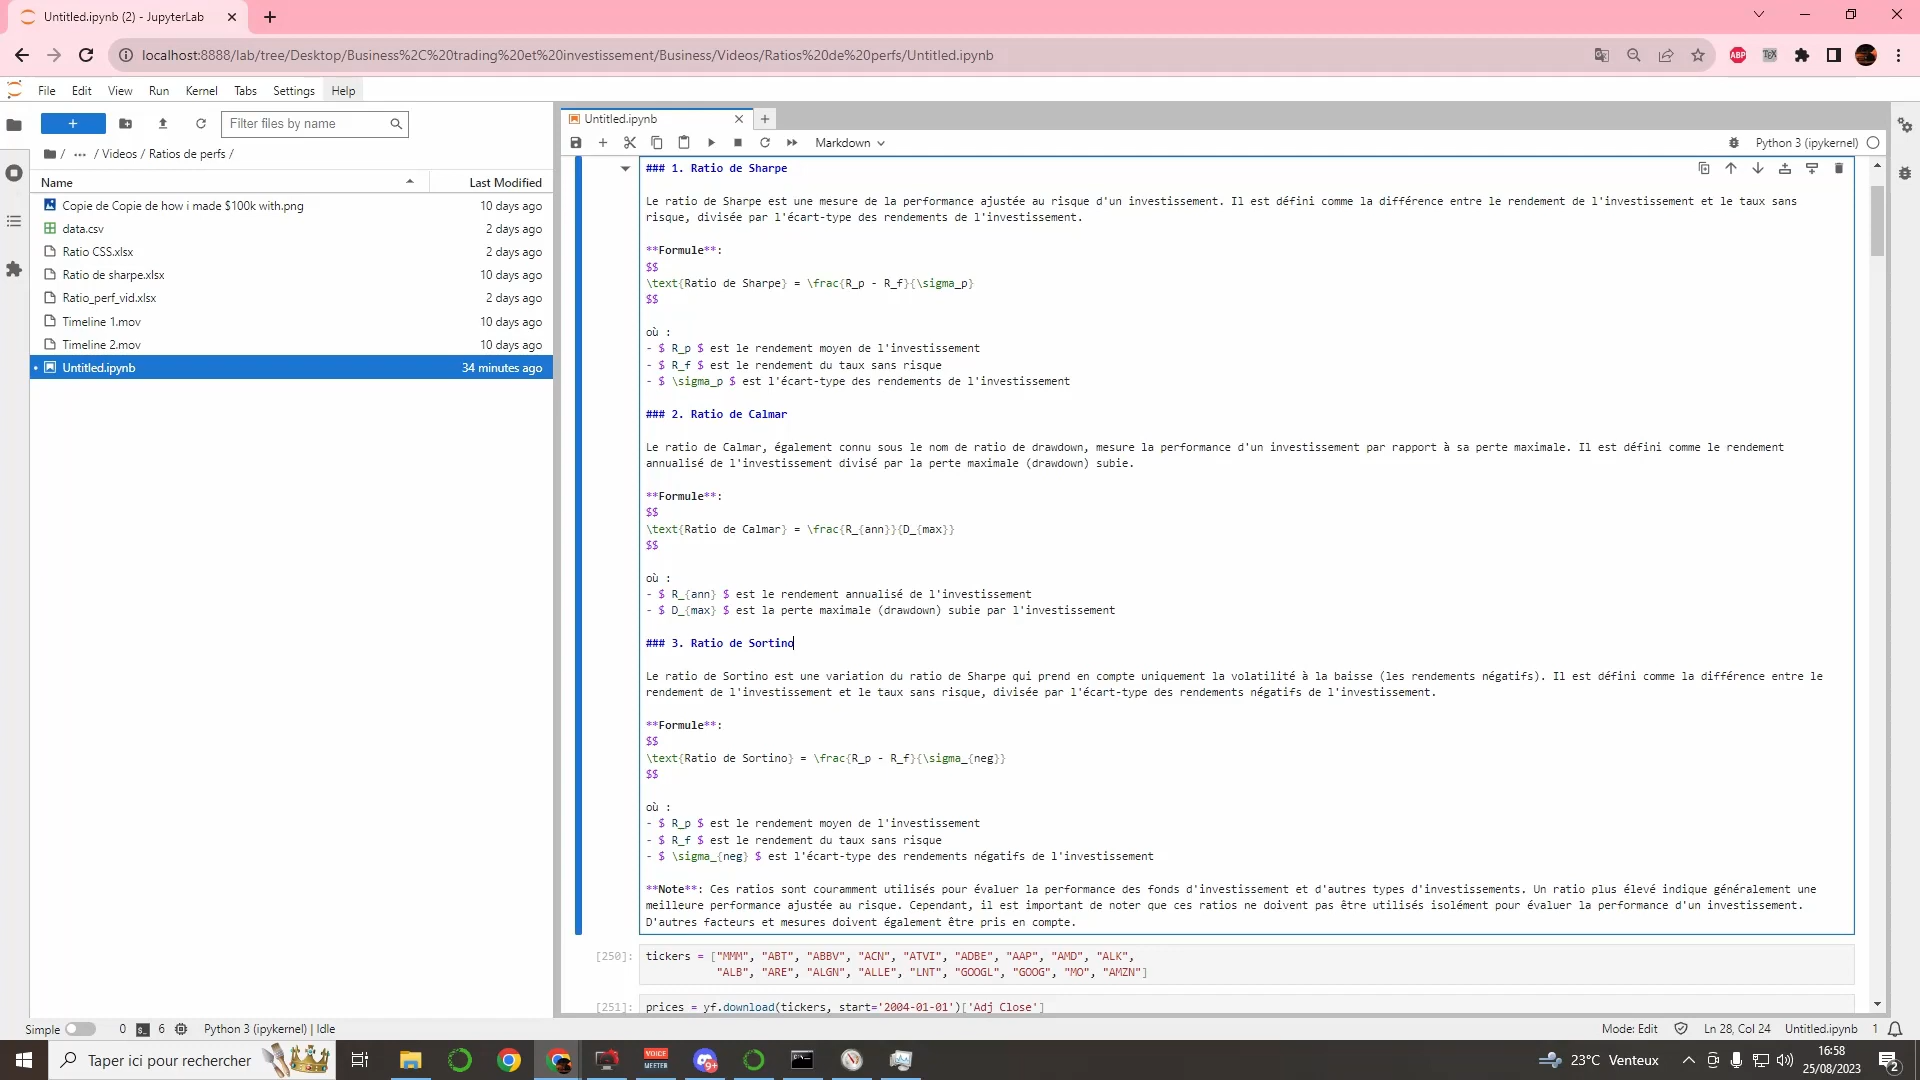 Untitled.ipynb (2) - JupyterLab
localhost:8888/lab/tree/Desktop/Business%2C%20trading%20et%20investissement/Business/Videos/Ratios%20de%20perfs/Untitled.ipynb
ABP
File Edit View Run Kernel Tabs Settings Help
Filter files by name
/ ... / Videos / Ratios de perfs /
Name Last Modified
Copie de Copie de how i made $100k with.png 10 days ago
data.csv 2 days ago
Ratio CSS.xlsx 2 days ago
Ratio de sharpe.xlsx 10 days ago
Ratio_perf_vid.xlsx 2 days ago
Timeline 1.mov 10 days ago
Timeline 2.mov 10 days ago
Untitled.ipynb 34 minutes ago
Untitled.ipynb
Markdown
Python 3 (ipykernel)
### 1. Ratio de Sharpe
Le ratio de Sharpe est une mesure de la performance ajustée au risque d'un investissement. Il est défini comme la différence entre le rendement de l'investissement et le taux sans
risque, divisée par l'écart-type des rendements de l'investissement.
**Formule**:
$$
\text{Ratio de Sharpe} = \frac{R_p - R_f}{\sigma_p}
$$
où :
- $ R_p $ est le rendement moyen de l'investissement
- $ R_f $ est le rendement du taux sans risque
- $ \sigma_p $ est l'écart-type des rendements de l'investissement
### 2. Ratio de Calmar
Le ratio de Calmar, également connu sous le nom de ratio de drawdown, mesure la performance d'un investissement par rapport à sa perte maximale. Il est défini comme le rendement
annualisé de l'investissement divisé par la perte maximale (drawdown) subie.
**Formule**:
$$
\text{Ratio de Calmar} = \frac{R_{ann}}{D_{max}}
$$
où :
- $ R_{ann} $ est le rendement annualisé de l'investissement
- $ D_{max} $ est la perte maximale (drawdown) subie par l'investissement
### 3. Ratio de Sortino
Le ratio de Sortino est une variation du ratio de Sharpe qui prend en compte uniquement la volatilité à la baisse (les rendements négatifs). Il est défini comme la différence entre le
rendement de l'investissement et le taux sans risque, divisée par l'écart-type des rendements négatifs de l'investissement.
**Formule**:
$$
\text{Ratio de Sortino} = \frac{R_p - R_f}{\sigma_{neg}}
$$
où :
- $ R_p $ est le rendement moyen de l'investissement
- $ R_f $ est le rendement du taux sans risque
- $ \sigma_{neg} $ est l'écart-type des rendements négatifs de l'investissement
**Note**: Ces ratios sont couramment utilisés pour évaluer la performance des fonds d'investissement et d'autres types d'investissements. Un ratio plus élevé indique généralement une
meilleure performance ajustée au risque. Cependant, il est important de noter que ces ratios ne doivent pas être utilisés isolément pour évaluer la performance d'un investissement.
D'autres facteurs et mesures doivent également être pris en compte.
[250]: tickers = ["MMM", "ABT", "ABBV", "ACN", "ATVI", "ADBE", "AAP", "AMD", "ALK",
"ALB", "ARE", "ALGN", "ALLE", "LNT", "GOOGL", "GOOG", "MO", "AMZN"]
[251]: prices = yf.download(tickers, start='2004-01-01')['Adj Close']
Simple 0 6 Python 3 (ipykernel) | Idle Mode: Edit Ln 28, Col 24 Untitled.ipynb 1
Taper ici pour rechercher
VOICE
MEETER
9+
23°C Venteux
16:58
25/08/2023
2